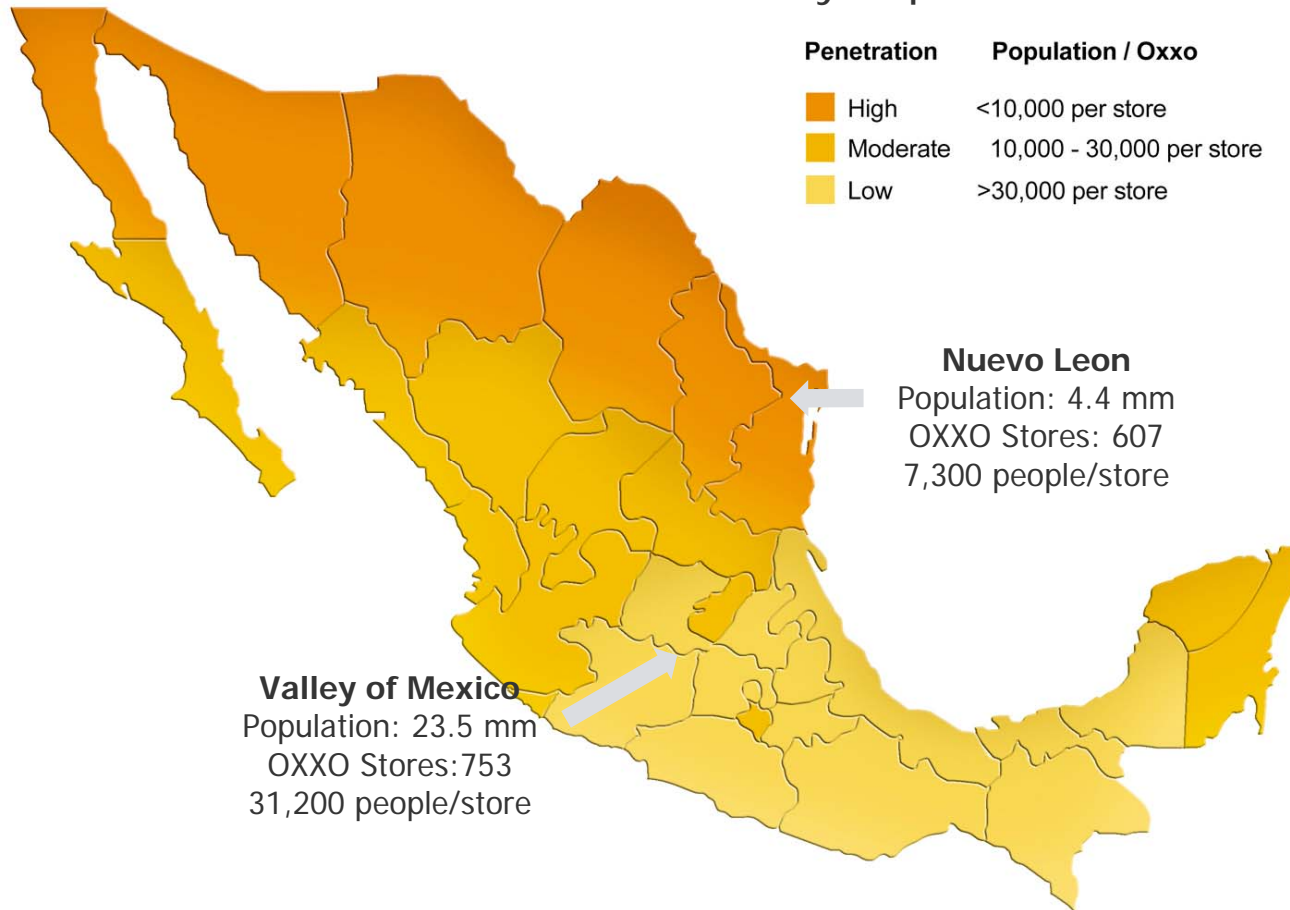 Penetration Population / Oxxo
High <10,000 per store
Moderate 10,000 - 30,000 per store
Low >30,000 per store
Nuevo Leon
Population: 4.4 mm
OXXO Stores: 607
7,300 people/store
Valley of Mexico
Population: 23.5 mm
OXXO Stores:753
31,200 people/store